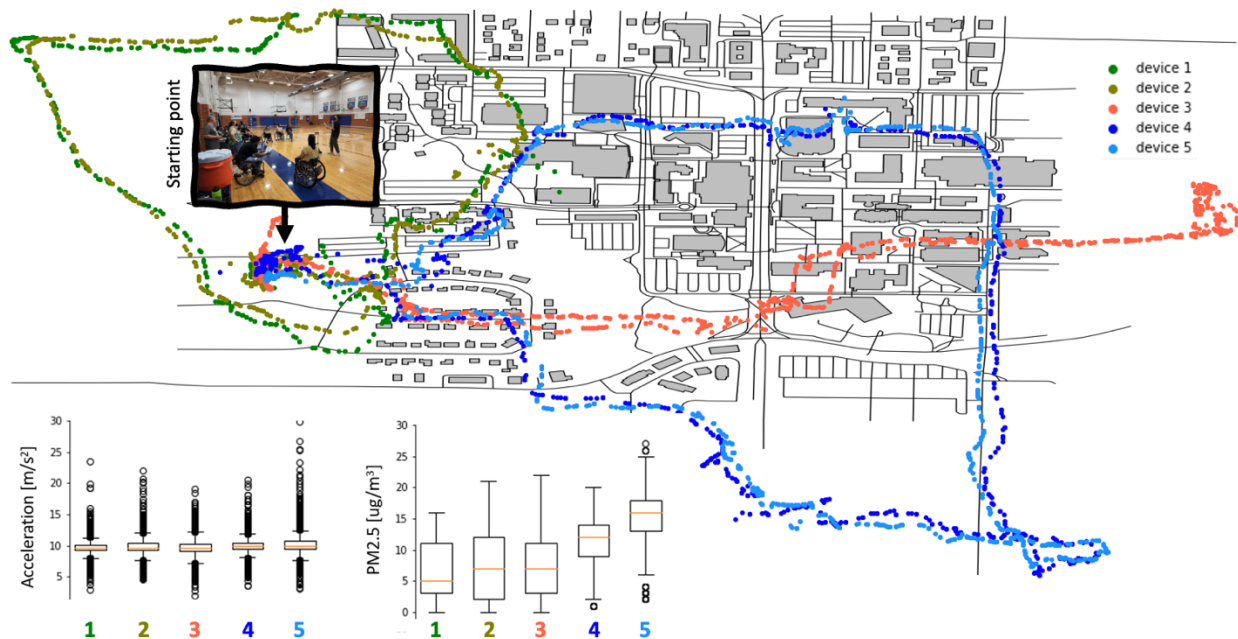 Starting point
device 1
device 2
device 3
device 4
device 5
Acceleration [m/s²]
30
25
20
15
10
5
1 2 3 4 5
PM2.5 [ug/m³]
30
25
20
15
10
5
0
1 2 3 4 5